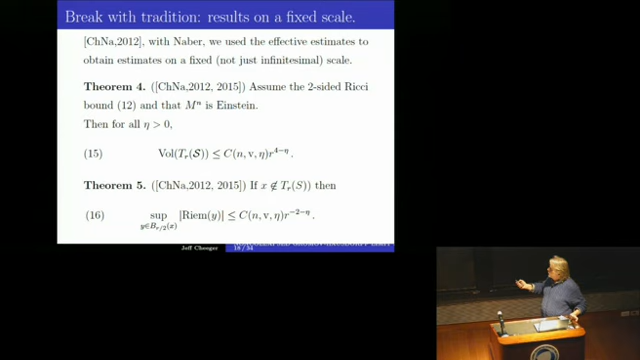 Break with tradition: results on a fixed scale.
[ChNa,2012], with Naber, we used the effective estimates to
obtain estimates on a fixed (not just infinitesimal) scale.
Theorem 4. ([ChNa,2012, 2015]) Assume the 2-sided Ricci
bound (12) and that Mⁿ is Einstein.
Then for all η > 0,
(15) Vol(T_r(𝒮)) ≤ C(n, v, η)r^{4−η} .
Theorem 5. ([ChNa,2012, 2015]) If x ∉ T_r(S) then
(16) sup_{y∈B_{r/2}(x)} |Riem(y)| ≤ C(n, v, η)r^{−2−η} .
Jeff Cheeger
18 / 34